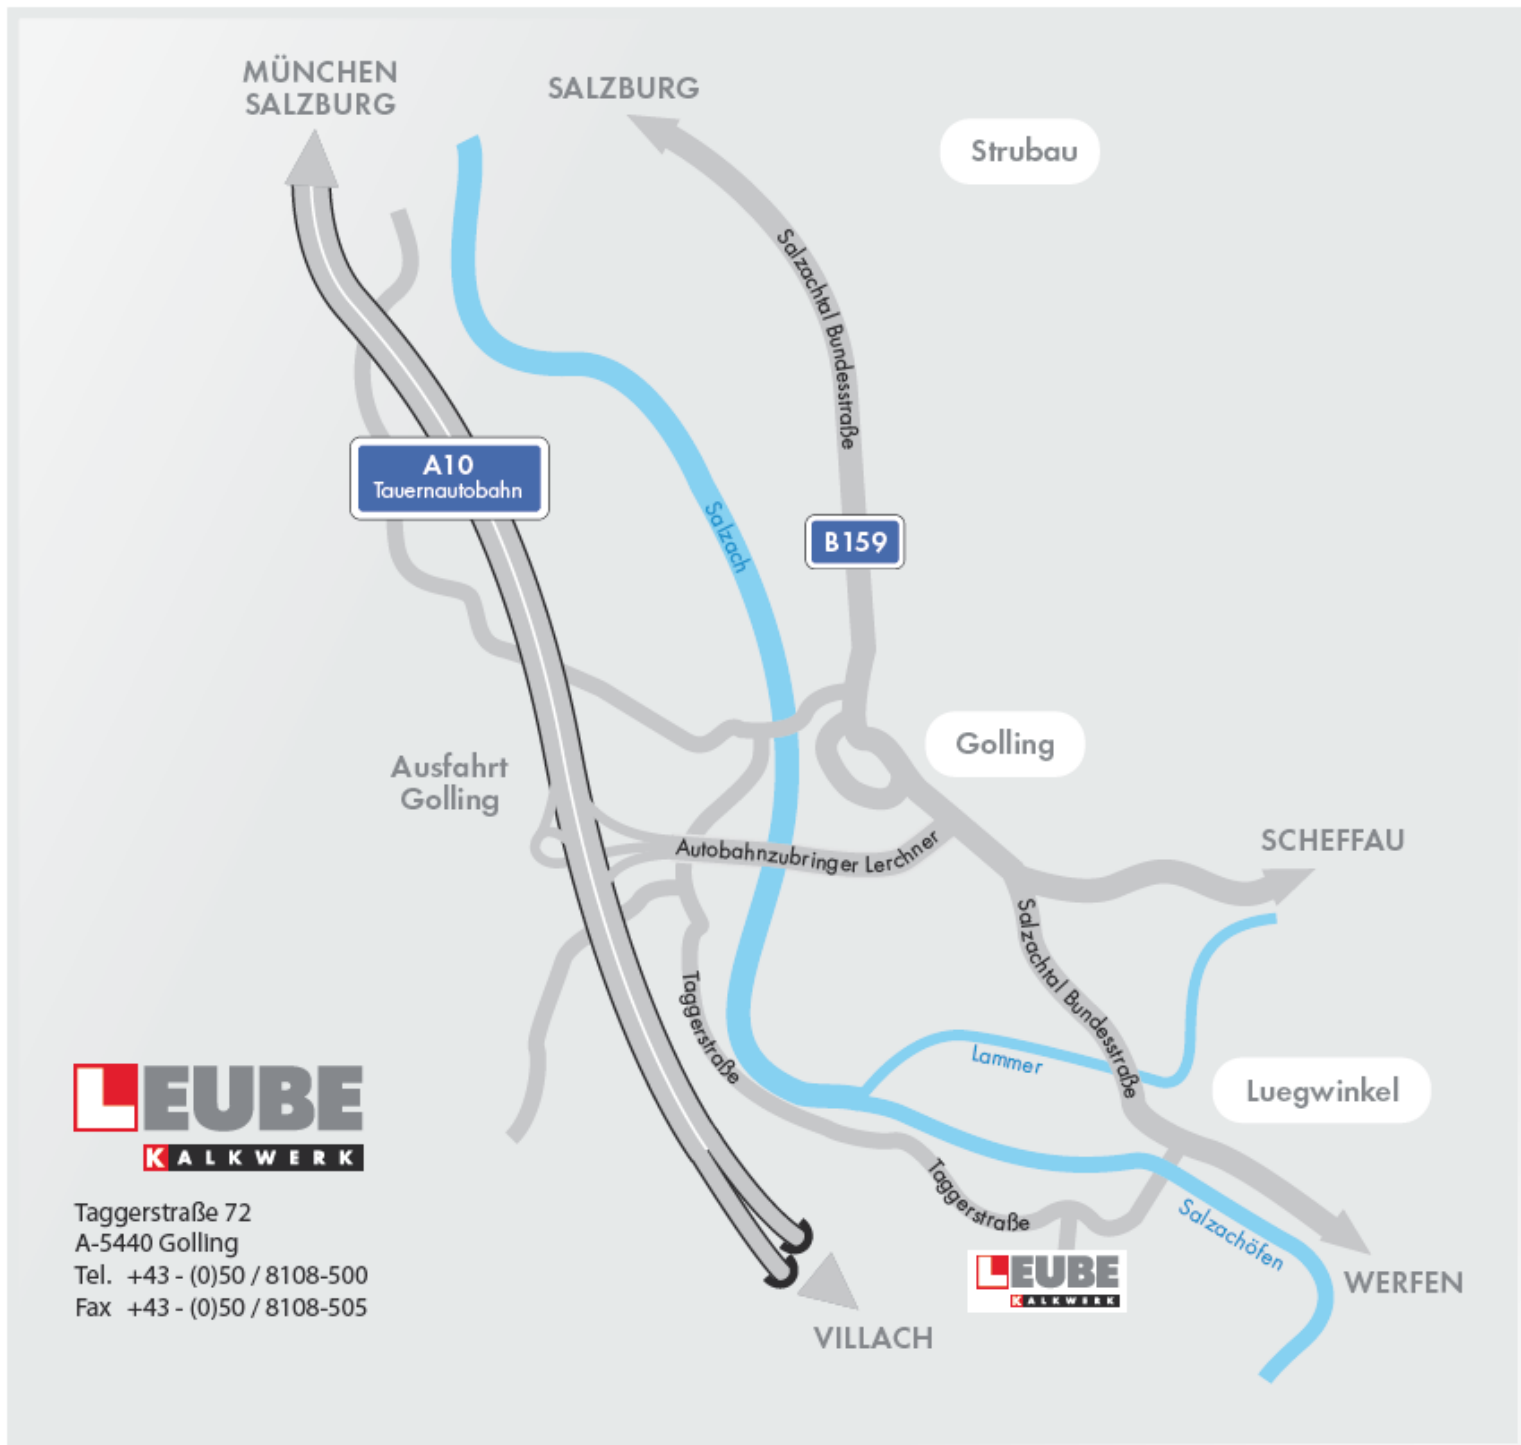 MÜNCHEN
SALZBURG
SALZBURG
Strubau
Salzachtal Bundesstraße
A10
Tauernautobahn
Salzach
B159
Golling
Ausfahrt
Golling
Autobahnzubringer Lerchner
SCHEFFAU
Salzachtal Bundesstraße
Taggerstraße
Lammer
Luegwinkel
LEUBE
KALKWERK
Taggerstraße 72
A-5440 Golling
Tel. +43 - (0)50 / 8108-500
Fax +43 - (0)50 / 8108-505
Taggerstraße
Salzachöfen
LEUBE
KALKWERK
WERFEN
VILLACH